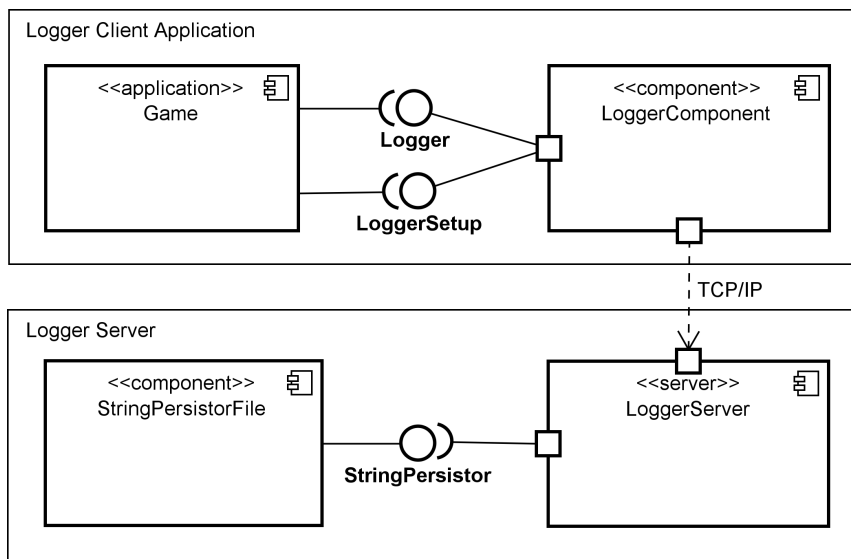 Logger Client Application
<<application>>
Game
Logger
LoggerSetup
<<component>>
LoggerComponent
TCP/IP
Logger Server
<<component>>
StringPersistorFile
StringPersistor
<<server>>
LoggerServer